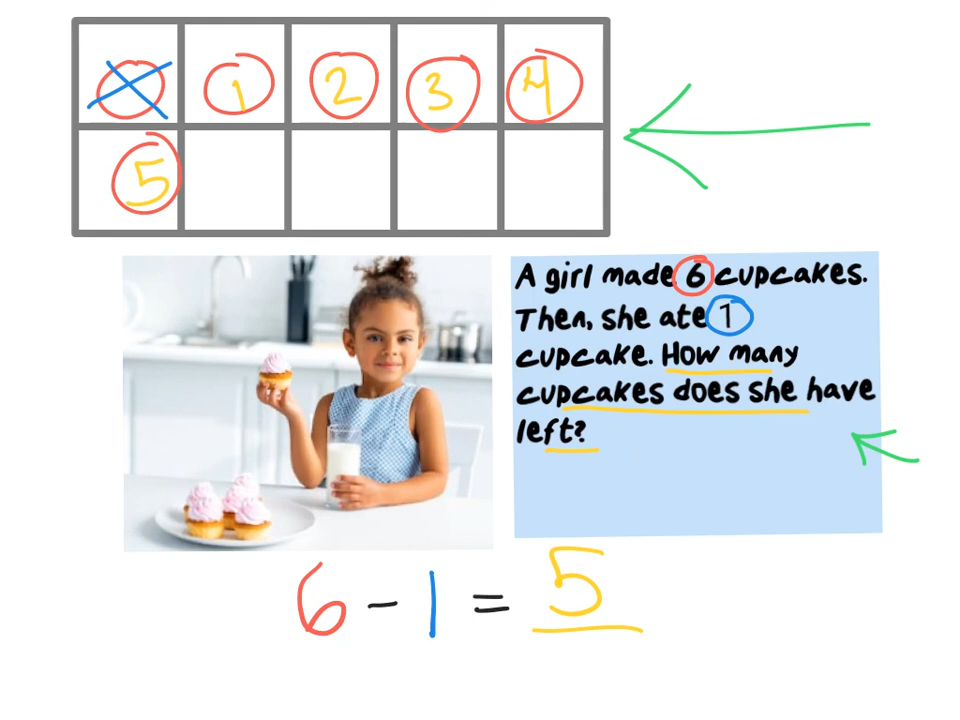 1 2 3 4
5
A girl made 6 cupcakes.
Then, she ate 1
cupcake. How many
cupcakes does she have
left?
6 - 1 = 5